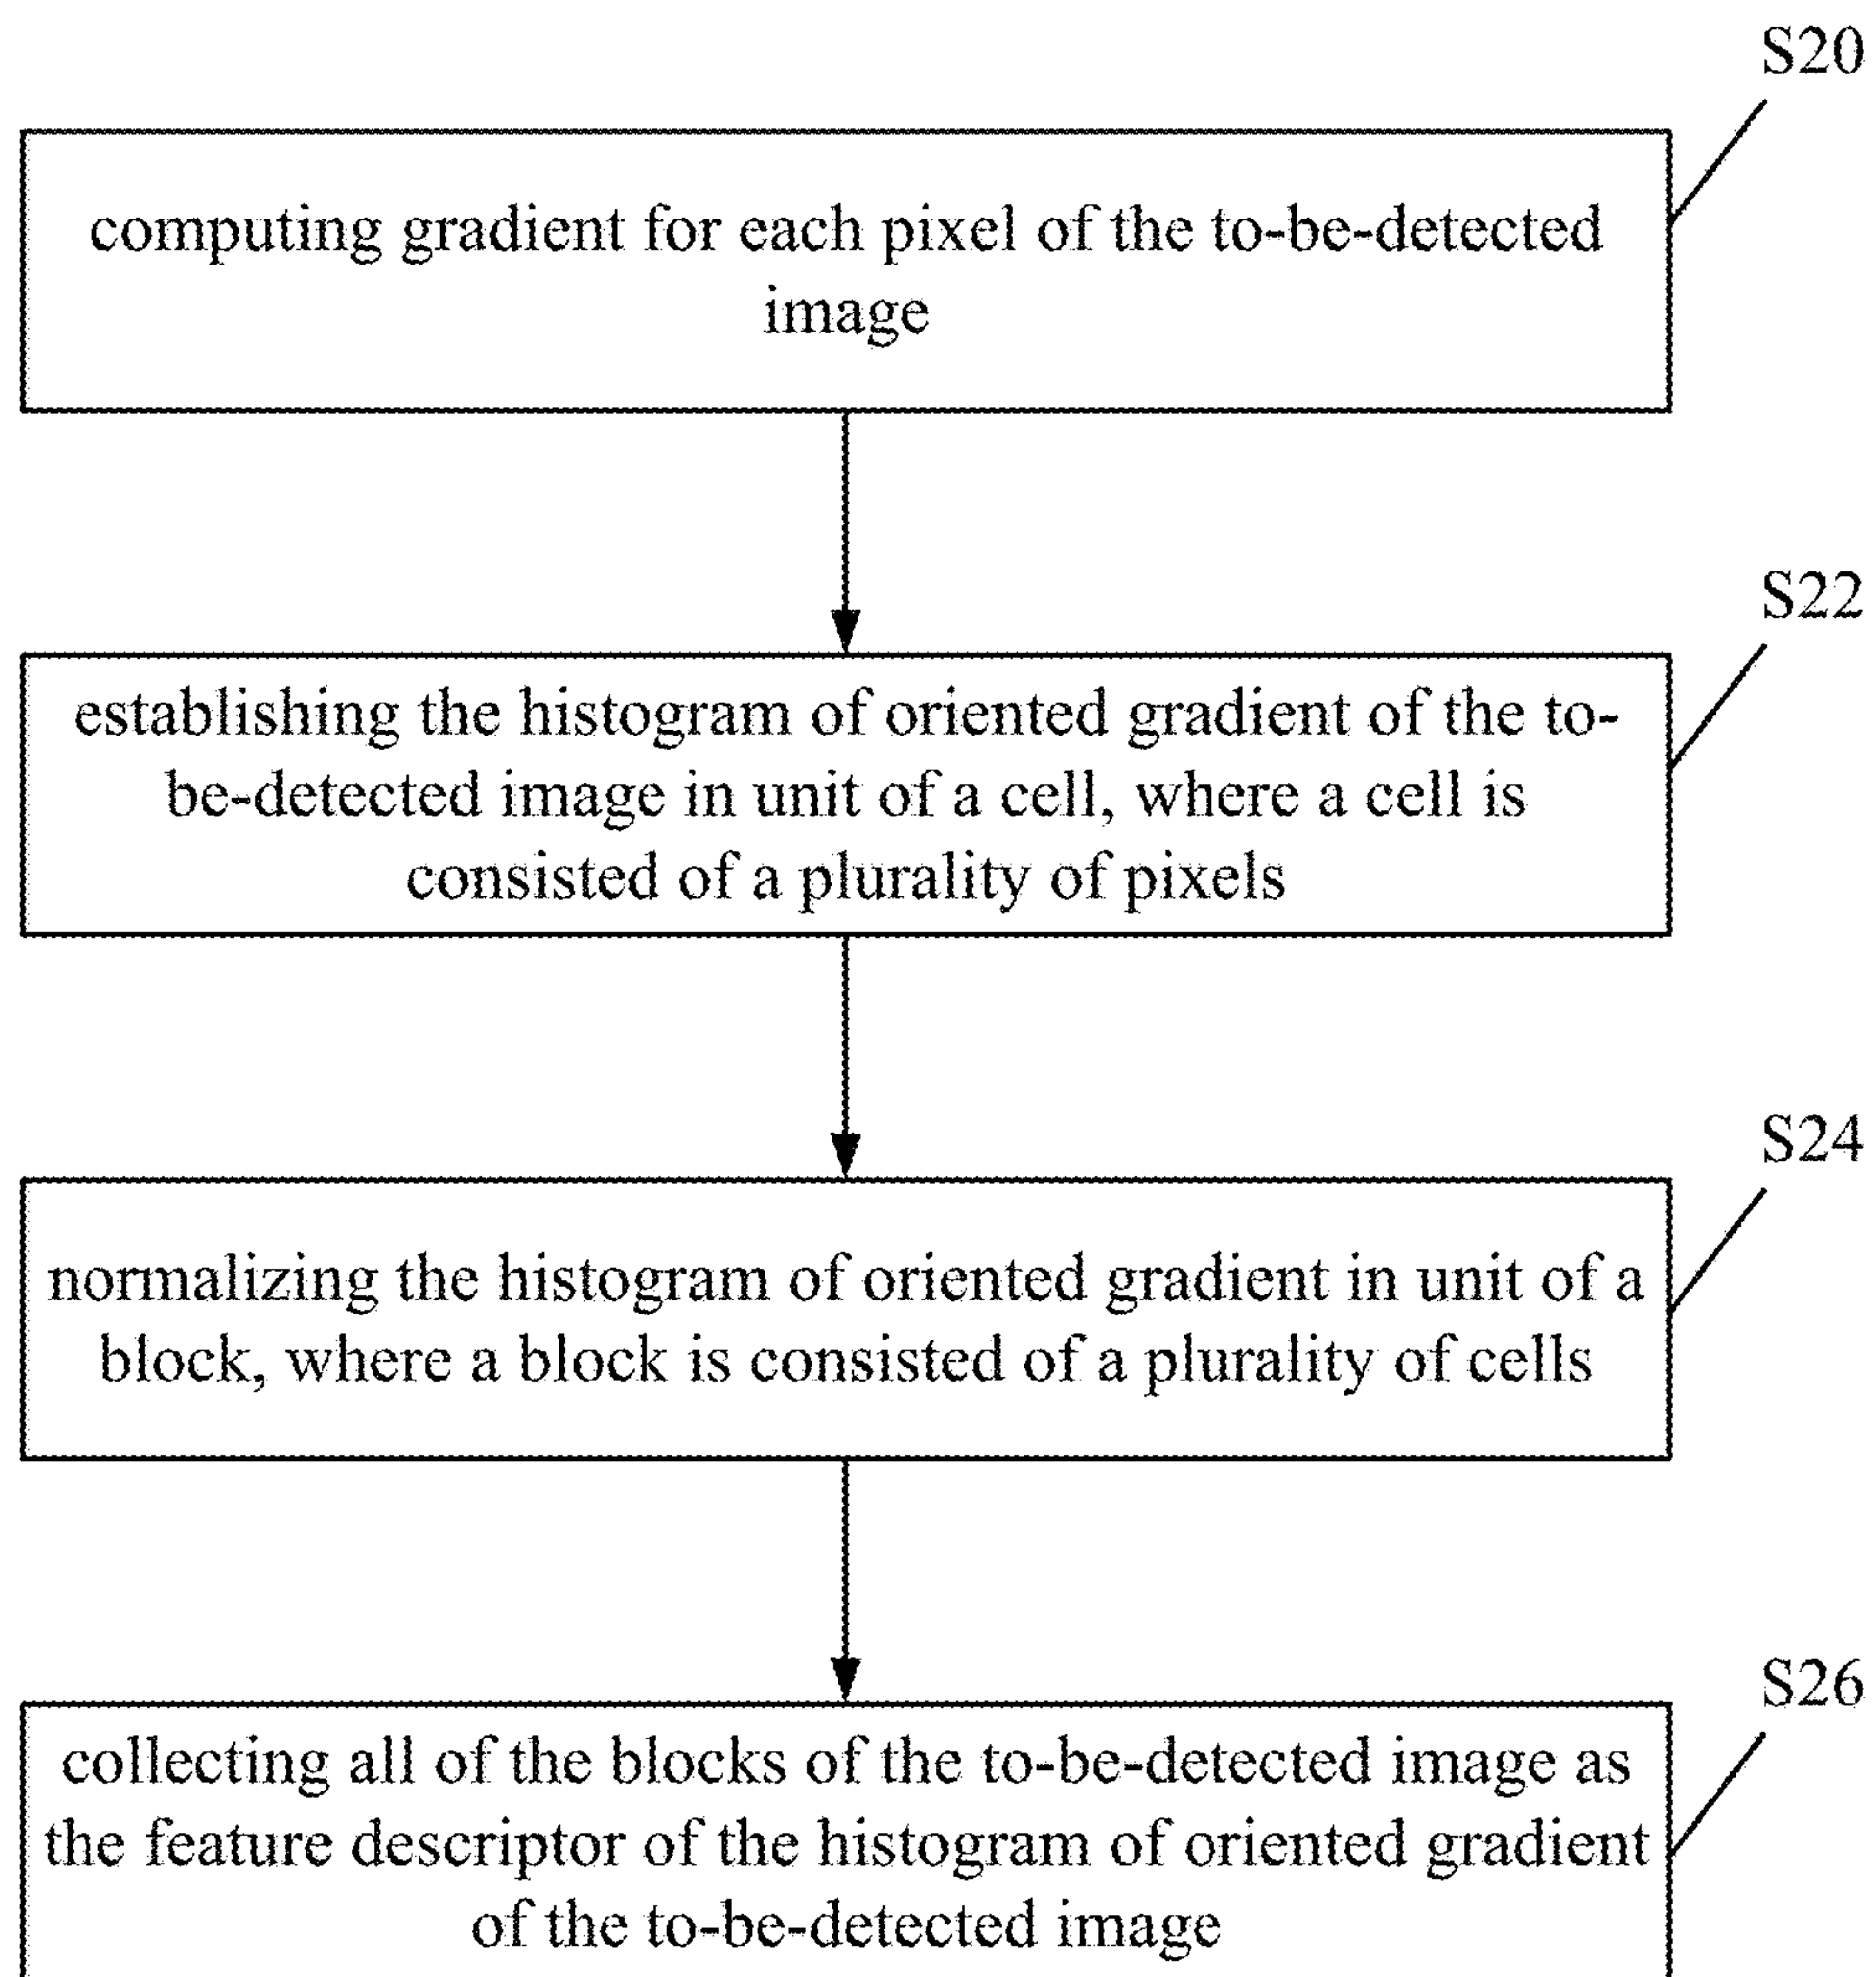 S20
computing gradient for each pixel of the to-be-detected
image
S22
establishing the histogram of oriented gradient of the to-
be-detected image in unit of a cell, where a cell is
consisted of a plurality of pixels
S24
normalizing the histogram of oriented gradient in unit of a
block, where a block is consisted of a plurality of cells
S26
collecting all of the blocks of the to-be-detected image as
the feature descriptor of the histogram of oriented gradient
of the to-be-detected image